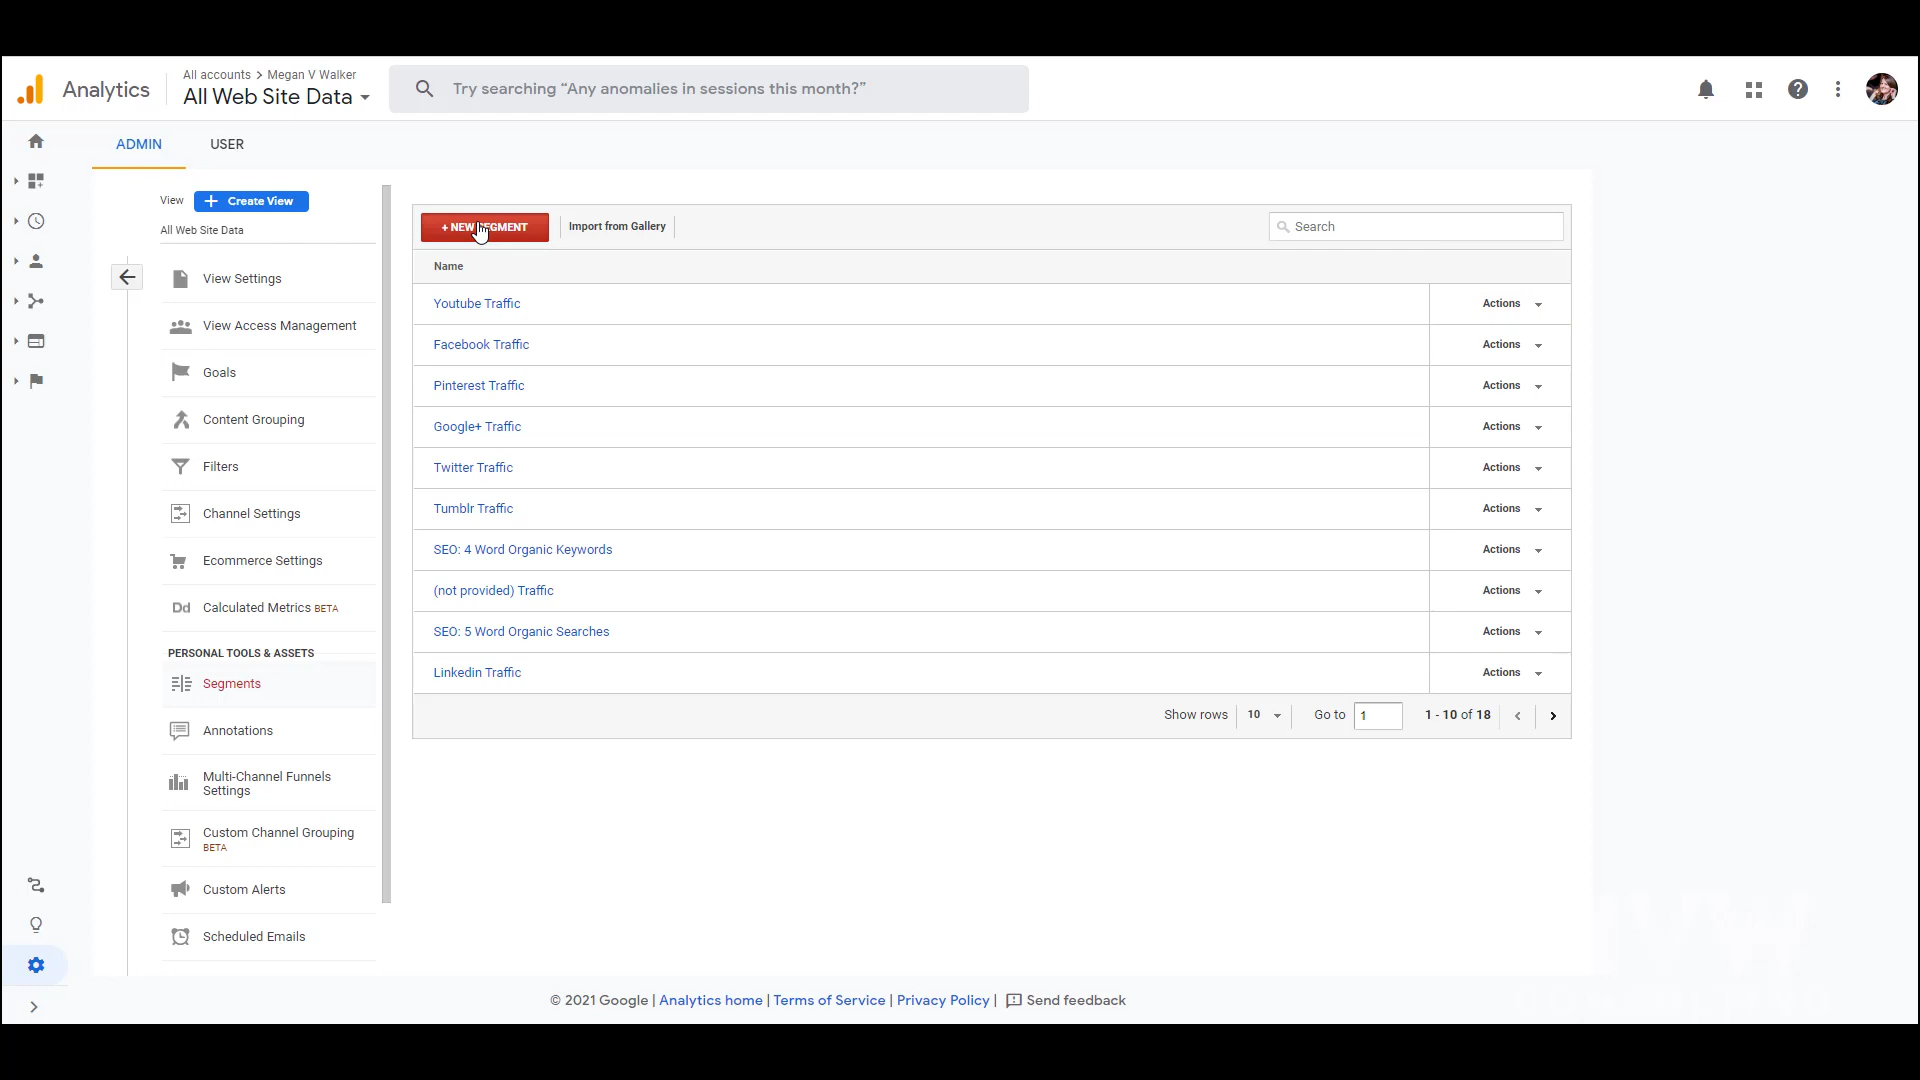 Analytics
All accounts > Megan V Walker
All Web Site Data
Try searching “Any anomalies in sessions this month?”
ADMIN
USER
View
+ Create View
All Web Site Data
View Settings
View Access Management
Goals
Content Grouping
Filters
Channel Settings
Ecommerce Settings
Dd Calculated Metrics BETA
PERSONAL TOOLS & ASSETS
Segments
Annotations
Multi-Channel Funnels
Settings
Custom Channel Grouping
BETA
Custom Alerts
Scheduled Emails
+ NEW SEGMENT
Import from Gallery
Search
Name
Youtube Traffic Actions
Facebook Traffic Actions
Pinterest Traffic Actions
Google+ Traffic Actions
Twitter Traffic Actions
Tumblr Traffic Actions
SEO: 4 Word Organic Keywords Actions
(not provided) Traffic Actions
SEO: 5 Word Organic Searches Actions
Linkedin Traffic Actions
Show rows 10 Go to 1 1 - 10 of 18
© 2021 Google | Analytics home | Terms of Service | Privacy Policy | Send feedback